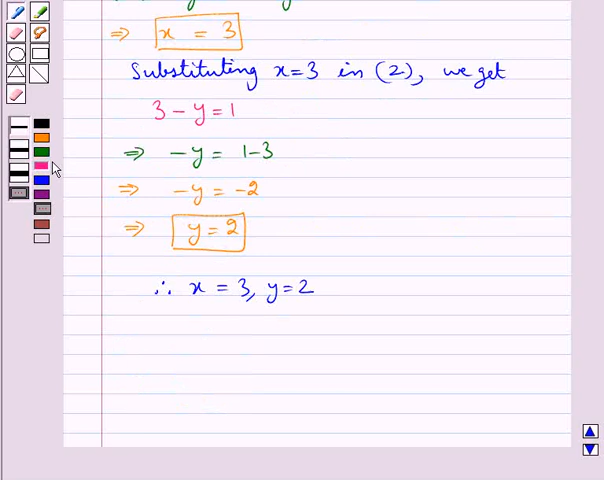 ⇒ x = 3
Substituting x=3 in (2), we get
3 - y = 1
⇒ -y = 1-3
⇒ -y = -2
⇒ y = 2
∴ x = 3, y = 2